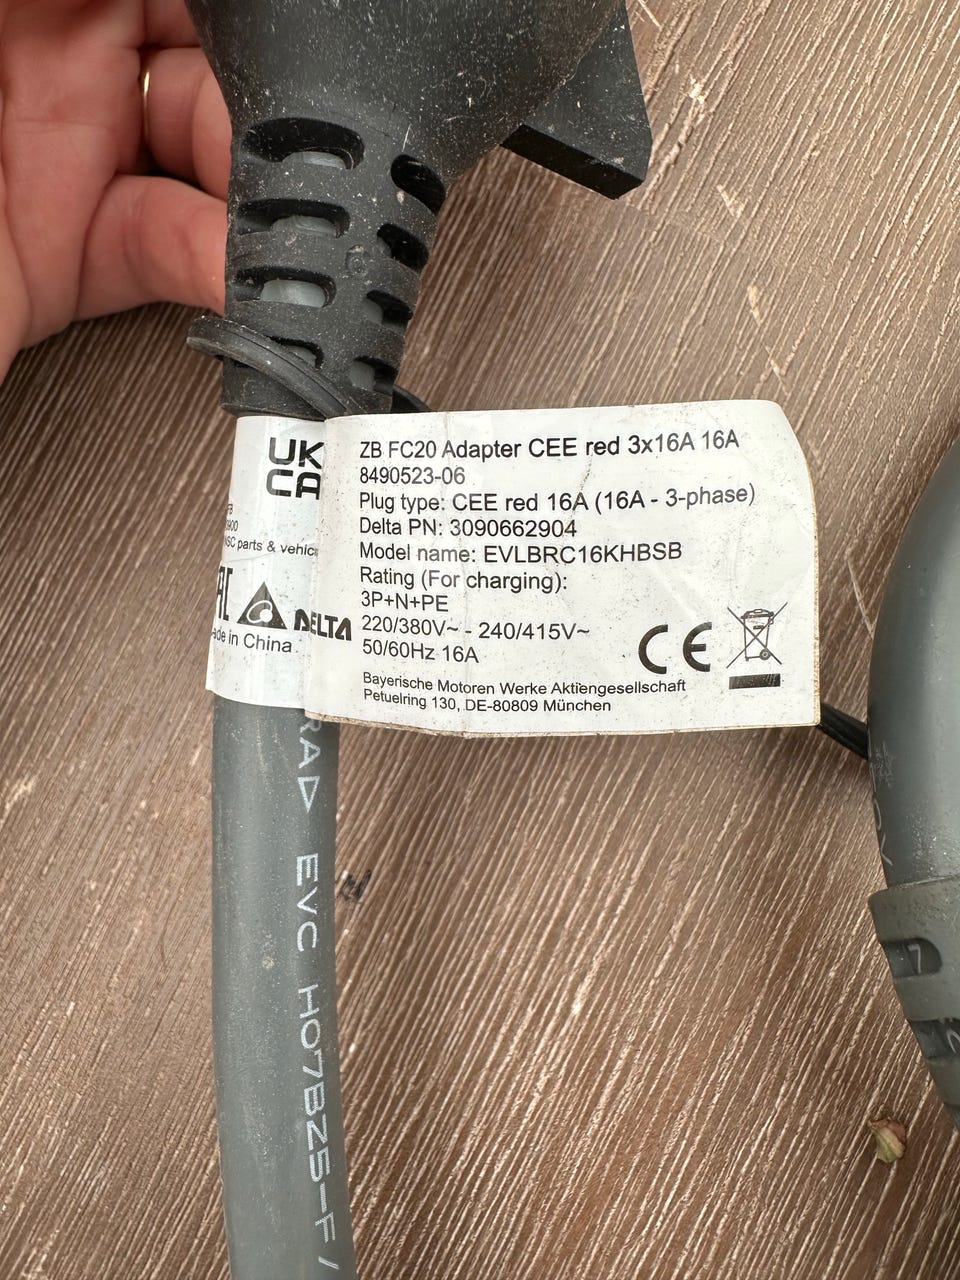 ZB FC20 Adapter CEE red 3x16A 16A
8490523-06
Plug type: CEE red 16A (16A - 3-phase)
Delta PN: 3090662904
Model name: EVLBRC16KHBSB
Rating (For charging):
3P+N+PE
220/380V~ - 240/415V~
50/60Hz 16A
CE
Bayerische Motoren Werke Aktiengesellschaft
Petuelring 130, DE-80809 München
UK
CA
parts &
DELTA
in China
EVC H07BZ5-F /
7